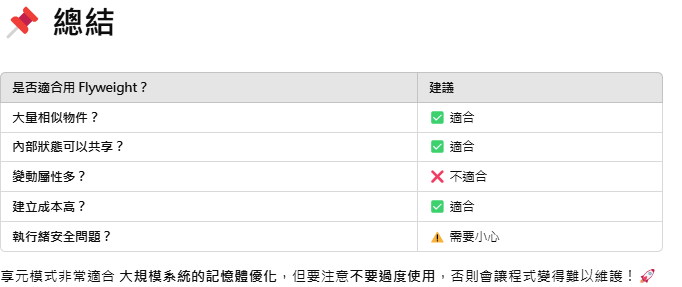 📌 總結
是否適合用 Flyweight？ 建議
大量相似物件？ ✅ 適合
內部狀態可以共享？ ✅ 適合
變動屬性多？ ❌ 不適合
建立成本高？ ✅ 適合
執行緒安全問題？ ⚠️ 需要小心
享元模式非常適合 大規模系統的記憶體優化，但要注意不要過度使用，否則會讓程式變得難以維護！🚀